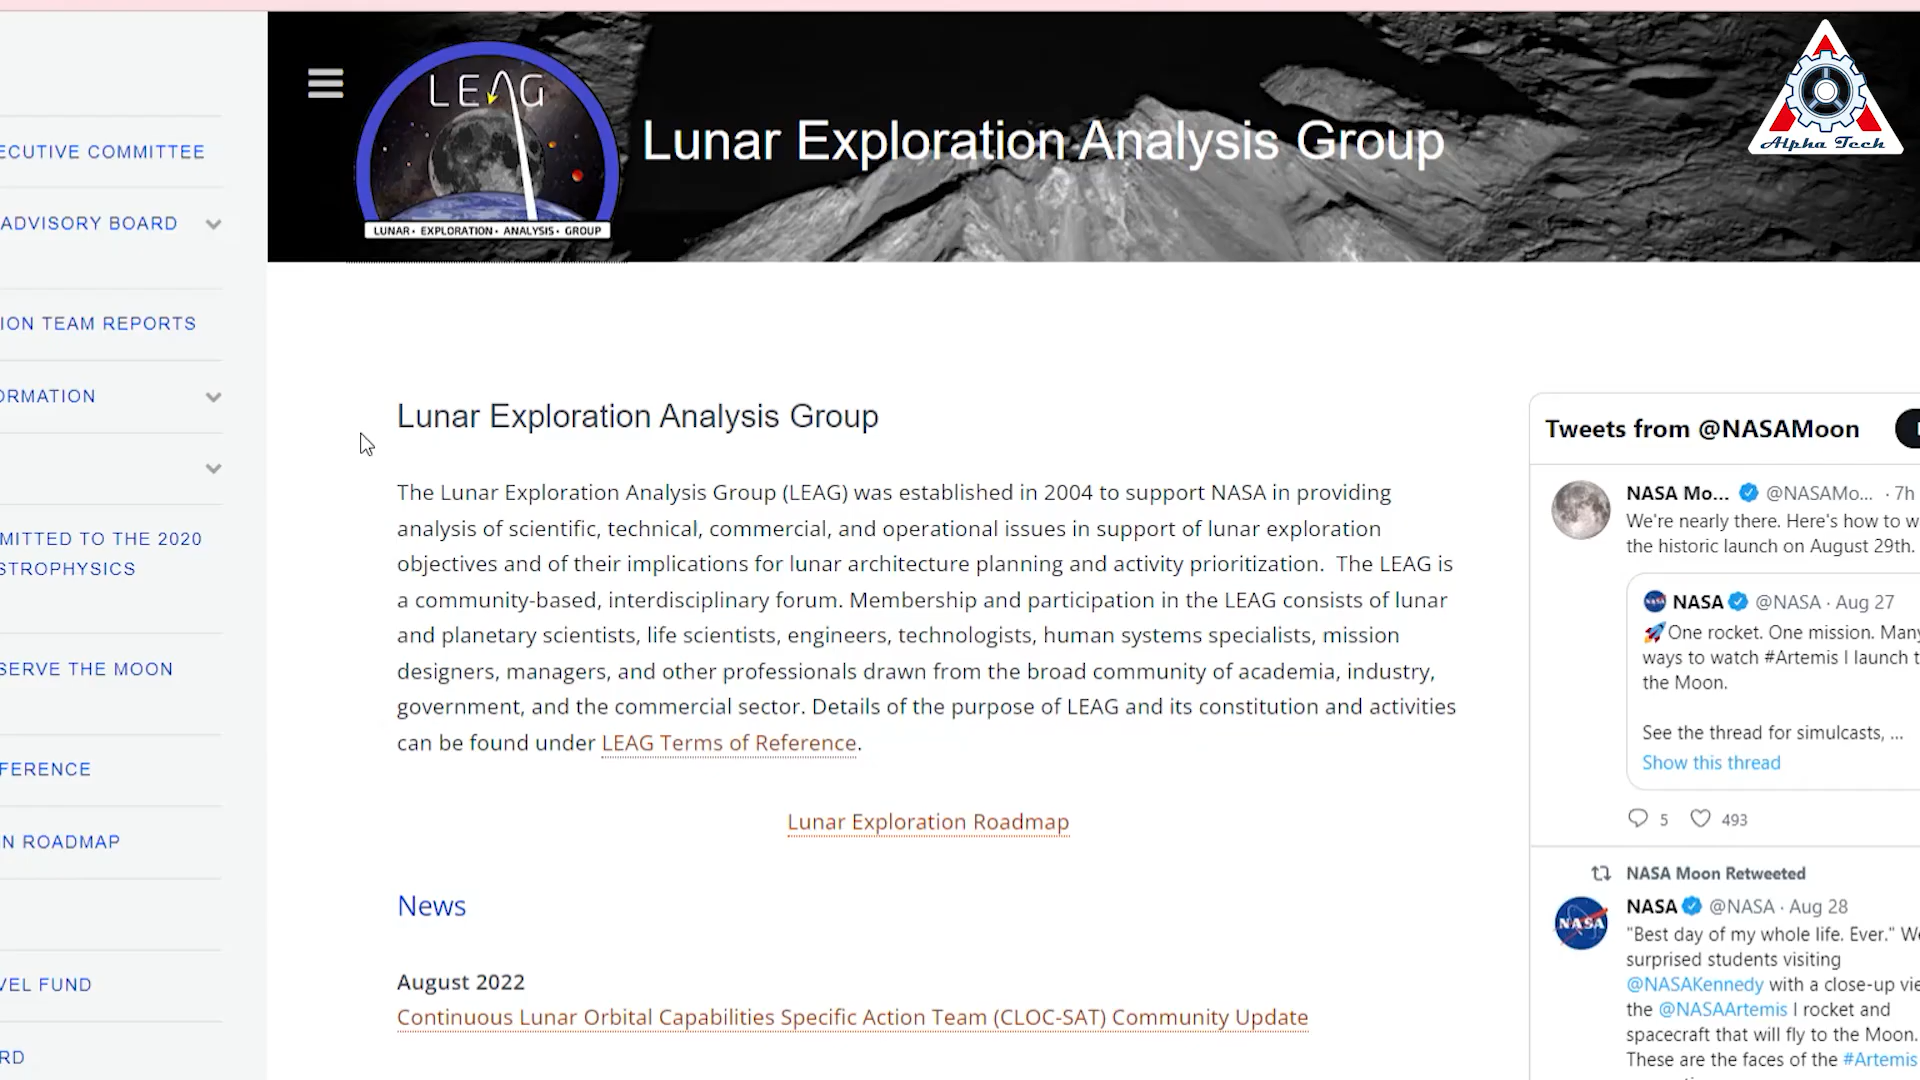 LEAG
LUNAR • EXPLORATION • ANALYSIS • GROUP
Lunar Exploration Analysis Group
Alpha Tech
ECUTIVE COMMITTEE
ADVISORY BOARD
ION TEAM REPORTS
ORMATION
MITTED TO THE 2020
STROPHYSICS
SERVE THE MOON
FERENCE
N ROADMAP
VEL FUND
RD
Lunar Exploration Analysis Group
The Lunar Exploration Analysis Group (LEAG) was established in 2004 to support NASA in providing
analysis of scientific, technical, commercial, and operational issues in support of lunar exploration
objectives and of their implications for lunar architecture planning and activity prioritization. The LEAG is
a community-based, interdisciplinary forum. Membership and participation in the LEAG consists of lunar
and planetary scientists, life scientists, engineers, technologists, human systems specialists, mission
designers, managers, and other professionals drawn from the broad community of academia, industry,
government, and the commercial sector. Details of the purpose of LEAG and its constitution and activities
can be found under LEAG Terms of Reference.
Lunar Exploration Roadmap
News
August 2022
Continuous Lunar Orbital Capabilities Specific Action Team (CLOC-SAT) Community Update
Tweets from @NASAMoon
NASA Mo... @NASAMo... · 7h
We're nearly there. Here's how to w
the historic launch on August 29th.
NASA @NASA · Aug 27
🚀One rocket. One mission. Many
ways to watch #Artemis I launch t
the Moon.
See the thread for simulcasts, ...
Show this thread
5 493
NASA Moon Retweeted
NASA
NASA @NASA · Aug 28
"Best day of my whole life. Ever." We
surprised students visiting
@NASAKennedy with a close-up vie
the @NASAArtemis I rocket and
spacecraft that will fly to the Moon.
These are the faces of the #Artemis